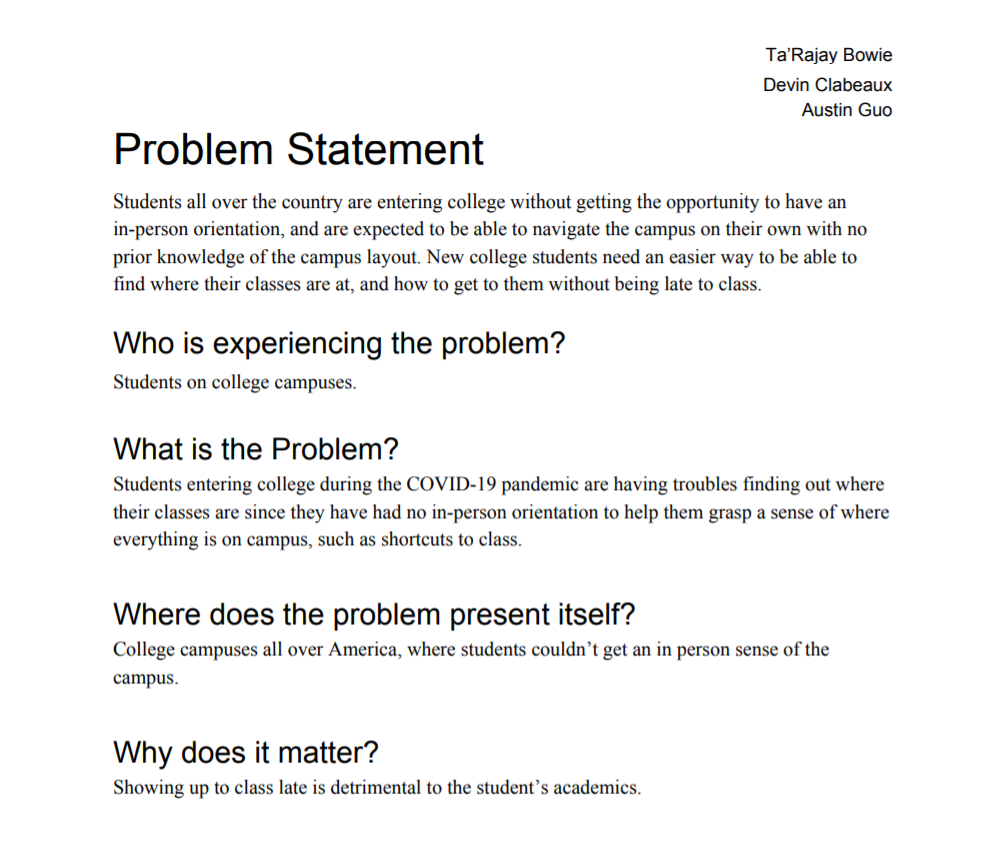 Ta’Rajay Bowie
Devin Clabeaux
Austin Guo
Problem Statement
Students all over the country are entering college without getting the opportunity to have an
in-person orientation, and are expected to be able to navigate the campus on their own with no
prior knowledge of the campus layout. New college students need an easier way to be able to
find where their classes are at, and how to get to them without being late to class.
Who is experiencing the problem?
Students on college campuses.
What is the Problem?
Students entering college during the COVID-19 pandemic are having troubles finding out where
their classes are since they have had no in-person orientation to help them grasp a sense of where
everything is on campus, such as shortcuts to class.
Where does the problem present itself?
College campuses all over America, where students couldn’t get an in person sense of the
campus.
Why does it matter?
Showing up to class late is detrimental to the student’s academics.